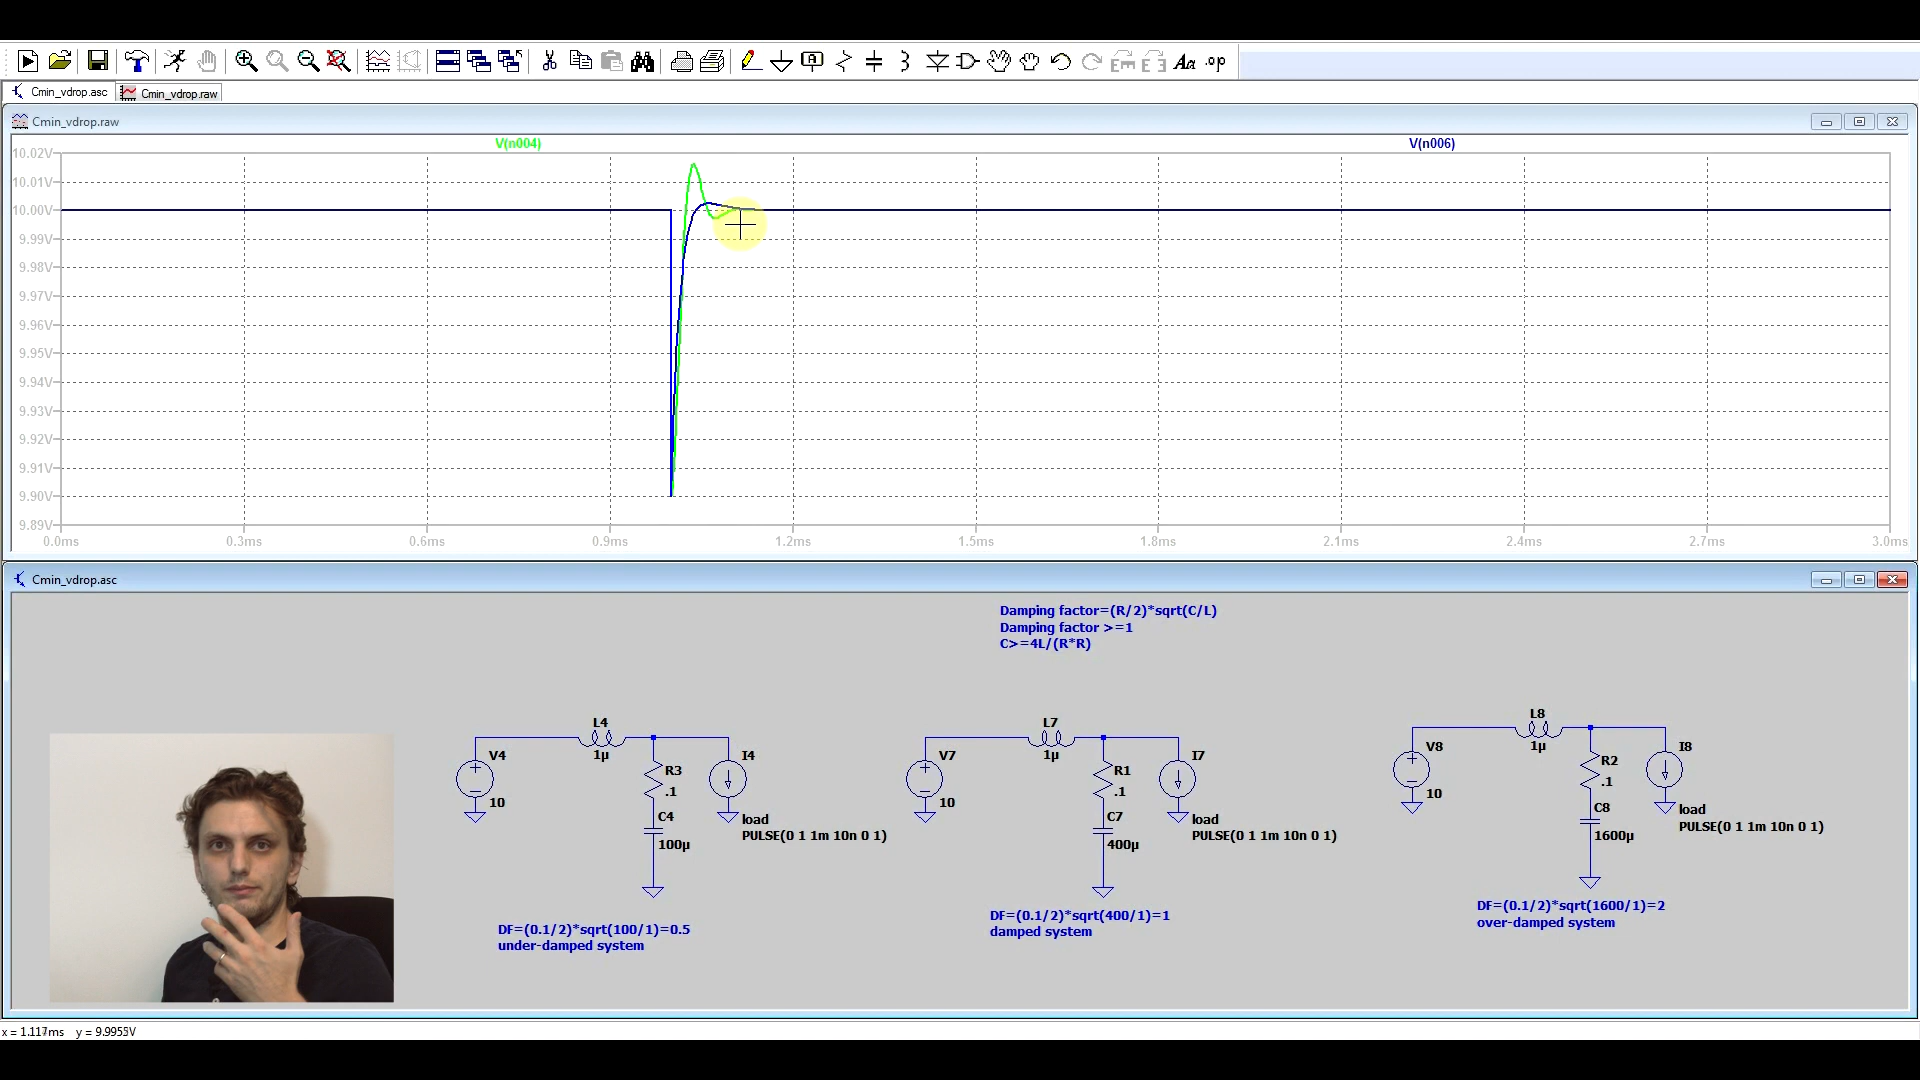 Cmin_vdrop.asc
Cmin_vdrop.raw
Cmin_vdrop.raw
V(n004)
V(n006)
10.02V
10.01V
10.00V
9.99V
9.98V
9.97V
9.96V
9.95V
9.94V
9.93V
9.92V
9.91V
9.90V
9.89V
0.0ms
0.3ms
0.6ms
0.9ms
1.2ms
1.5ms
1.8ms
2.1ms
2.4ms
2.7ms
3.0ms
Cmin_vdrop.asc
Damping factor=(R/2)*sqrt(C/L)
Damping factor >=1
C>=4L/(R*R)
L4
1µ
V4
10
R3
.1
C4
100µ
I4
load
PULSE(0 1 1m 10n 0 1)
DF=(0.1/2)*sqrt(100/1)=0.5
under-damped system
L7
1µ
V7
10
R1
.1
C7
400µ
I7
load
PULSE(0 1 1m 10n 0 1)
DF=(0.1/2)*sqrt(400/1)=1
damped system
L8
1µ
V8
10
R2
.1
C8
1600µ
I8
load
PULSE(0 1 1m 10n 0 1)
DF=(0.1/2)*sqrt(1600/1)=2
over-damped system
x = 1.117ms y = 9.9955V